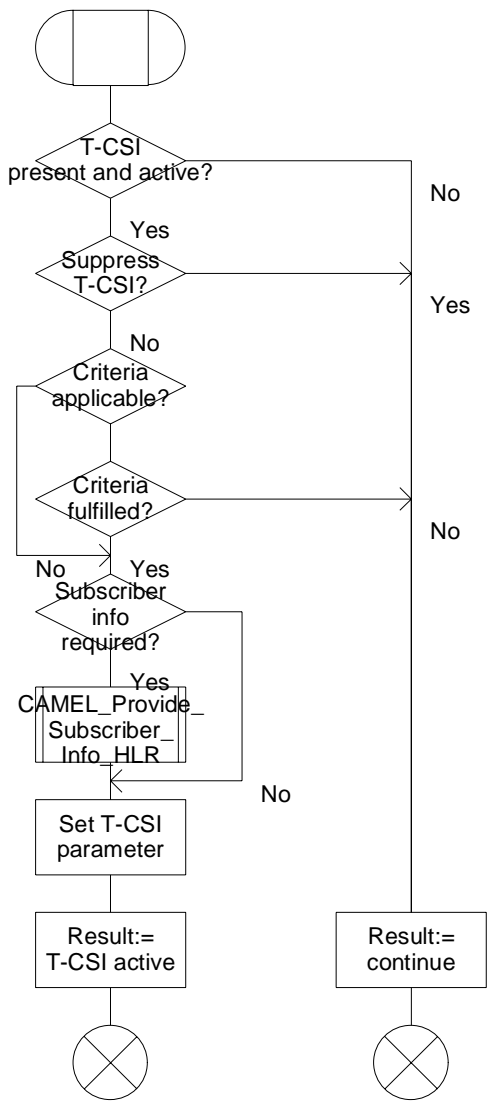 T-CSI
present and active?
No
Yes
Suppress
T-CSI?
Yes
No
Criteria
applicable?
Criteria
fulfilled?
No
No
Yes
Subscriber
info
required?
Yes
CAMEL_Provide_
Subscriber_
Info_HLR
No
Set T-CSI
parameter
Result:=
T-CSI active
Result:=
continue